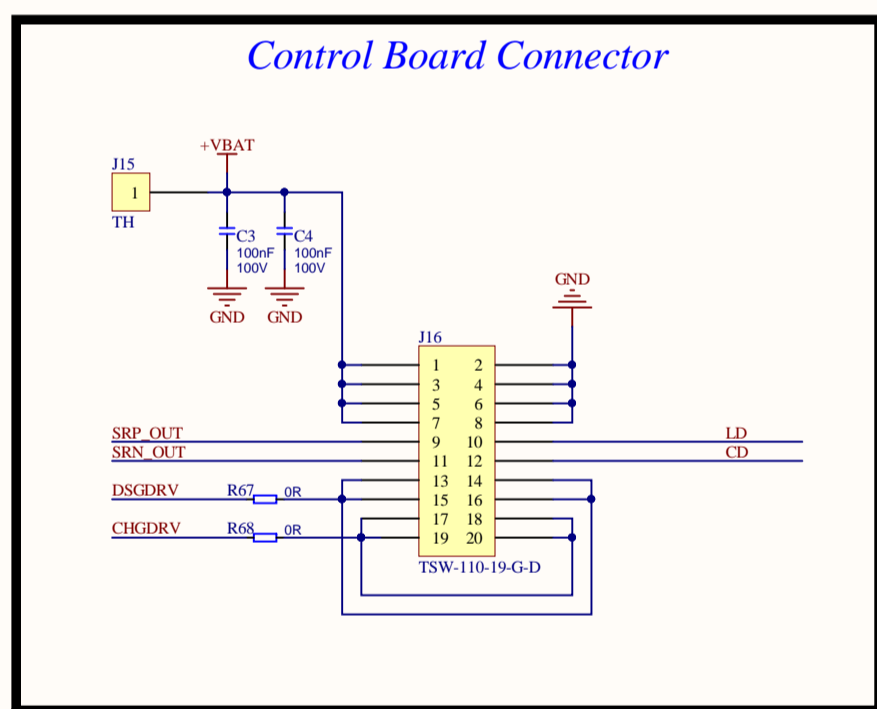 Control Board Connector
+VBAT
J15
1
TH
C3
100nF
100V
C4
100nF
100V
GND
GND
GND
J16
1 2
3 4
5 6
7 8
SRP_OUT
9 10
LD
SRN_OUT
11 12
CD
13 14
DSGDRV
R67
0R
15 16
17 18
CHGDRV
R68
0R
19 20
TSW-110-19-G-D